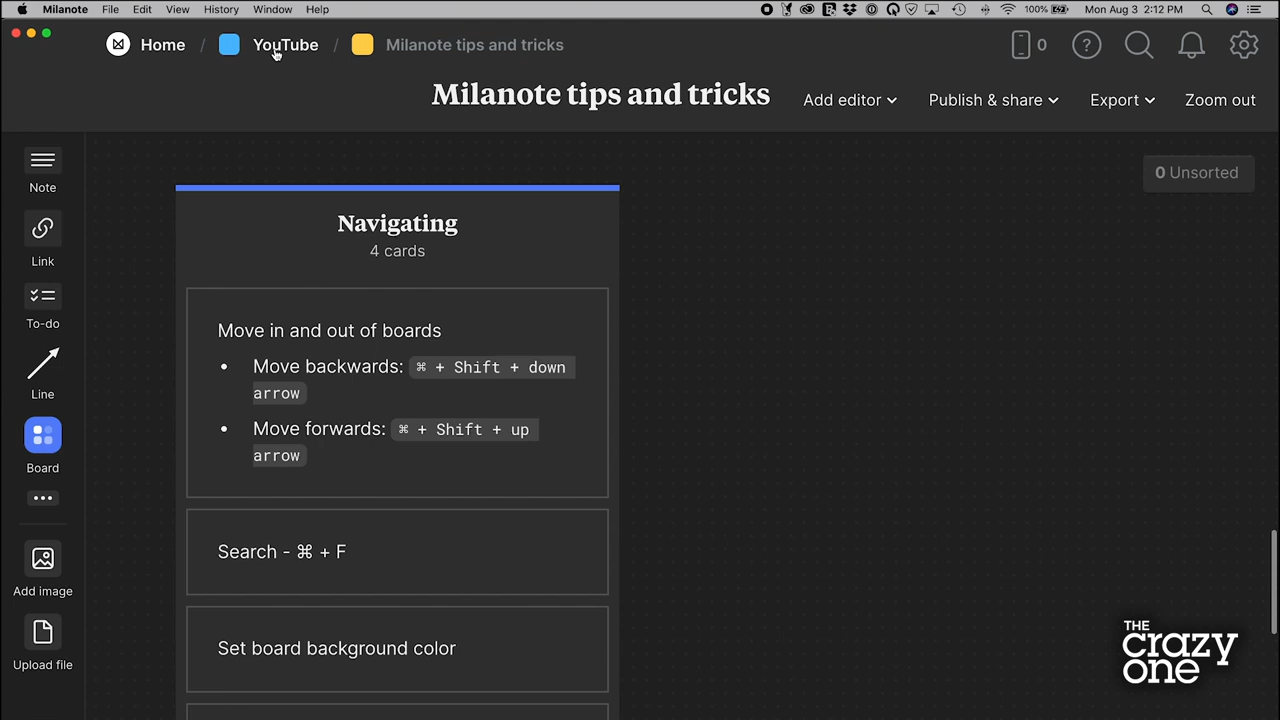 Milanote File Edit View History Window Help 100% Mon Aug 3 2:12 PM
Home / YouTube / Milanote tips and tricks 0
Milanote tips and tricks
Add editor Publish & share Export Zoom out
0 Unsorted
Note
Link
To-do
Line
Board
Add image
Upload file
Navigating
4 cards
Move in and out of boards
• Move backwards: ⌘ + Shift + down
arrow
• Move forwards: ⌘ + Shift + up
arrow
Search - ⌘ + F
Set board background color
THE
crazy
ONE